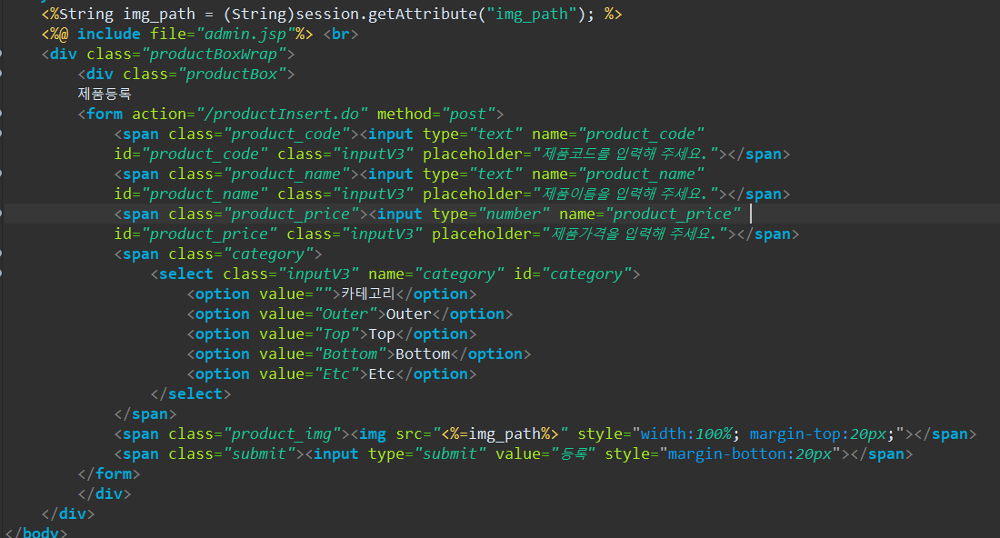 <%String img_path = (String)session.getAttribute("img_path"); %>
<%@ include file="admin.jsp"%> <br>
<div class="productBoxWrap">
<div class="productBox">
제품등록
<form action="/productInsert.do" method="post">
<span class="product_code"><input type="text" name="product_code"
id="product_code" class="inputV3" placeholder="제품코드를 입력해 주세요."></span>
<span class="product_name"><input type="text" name="product_name"
id="product_name" class="inputV3" placeholder="제품이름을 입력해 주세요."></span>
<span class="product_price"><input type="number" name="product_price"
id="product_price" class="inputV3" placeholder="제품가격을 입력해 주세요."></span>
<span class="category">
<select class="inputV3" name="category" id="category">
<option value="">카테고리</option>
<option value="Outer">Outer</option>
<option value="Top">Top</option>
<option value="Bottom">Bottom</option>
<option value="Etc">Etc</option>
</select>
</span>
<span class="product_img"><img src="<%=img_path%>" style="width:100%; margin-top:20px;"></span>
<span class="submit"><input type="submit" value="등록" style="margin-botton:20px"></span>
</form>
</div>
</div>
</body>